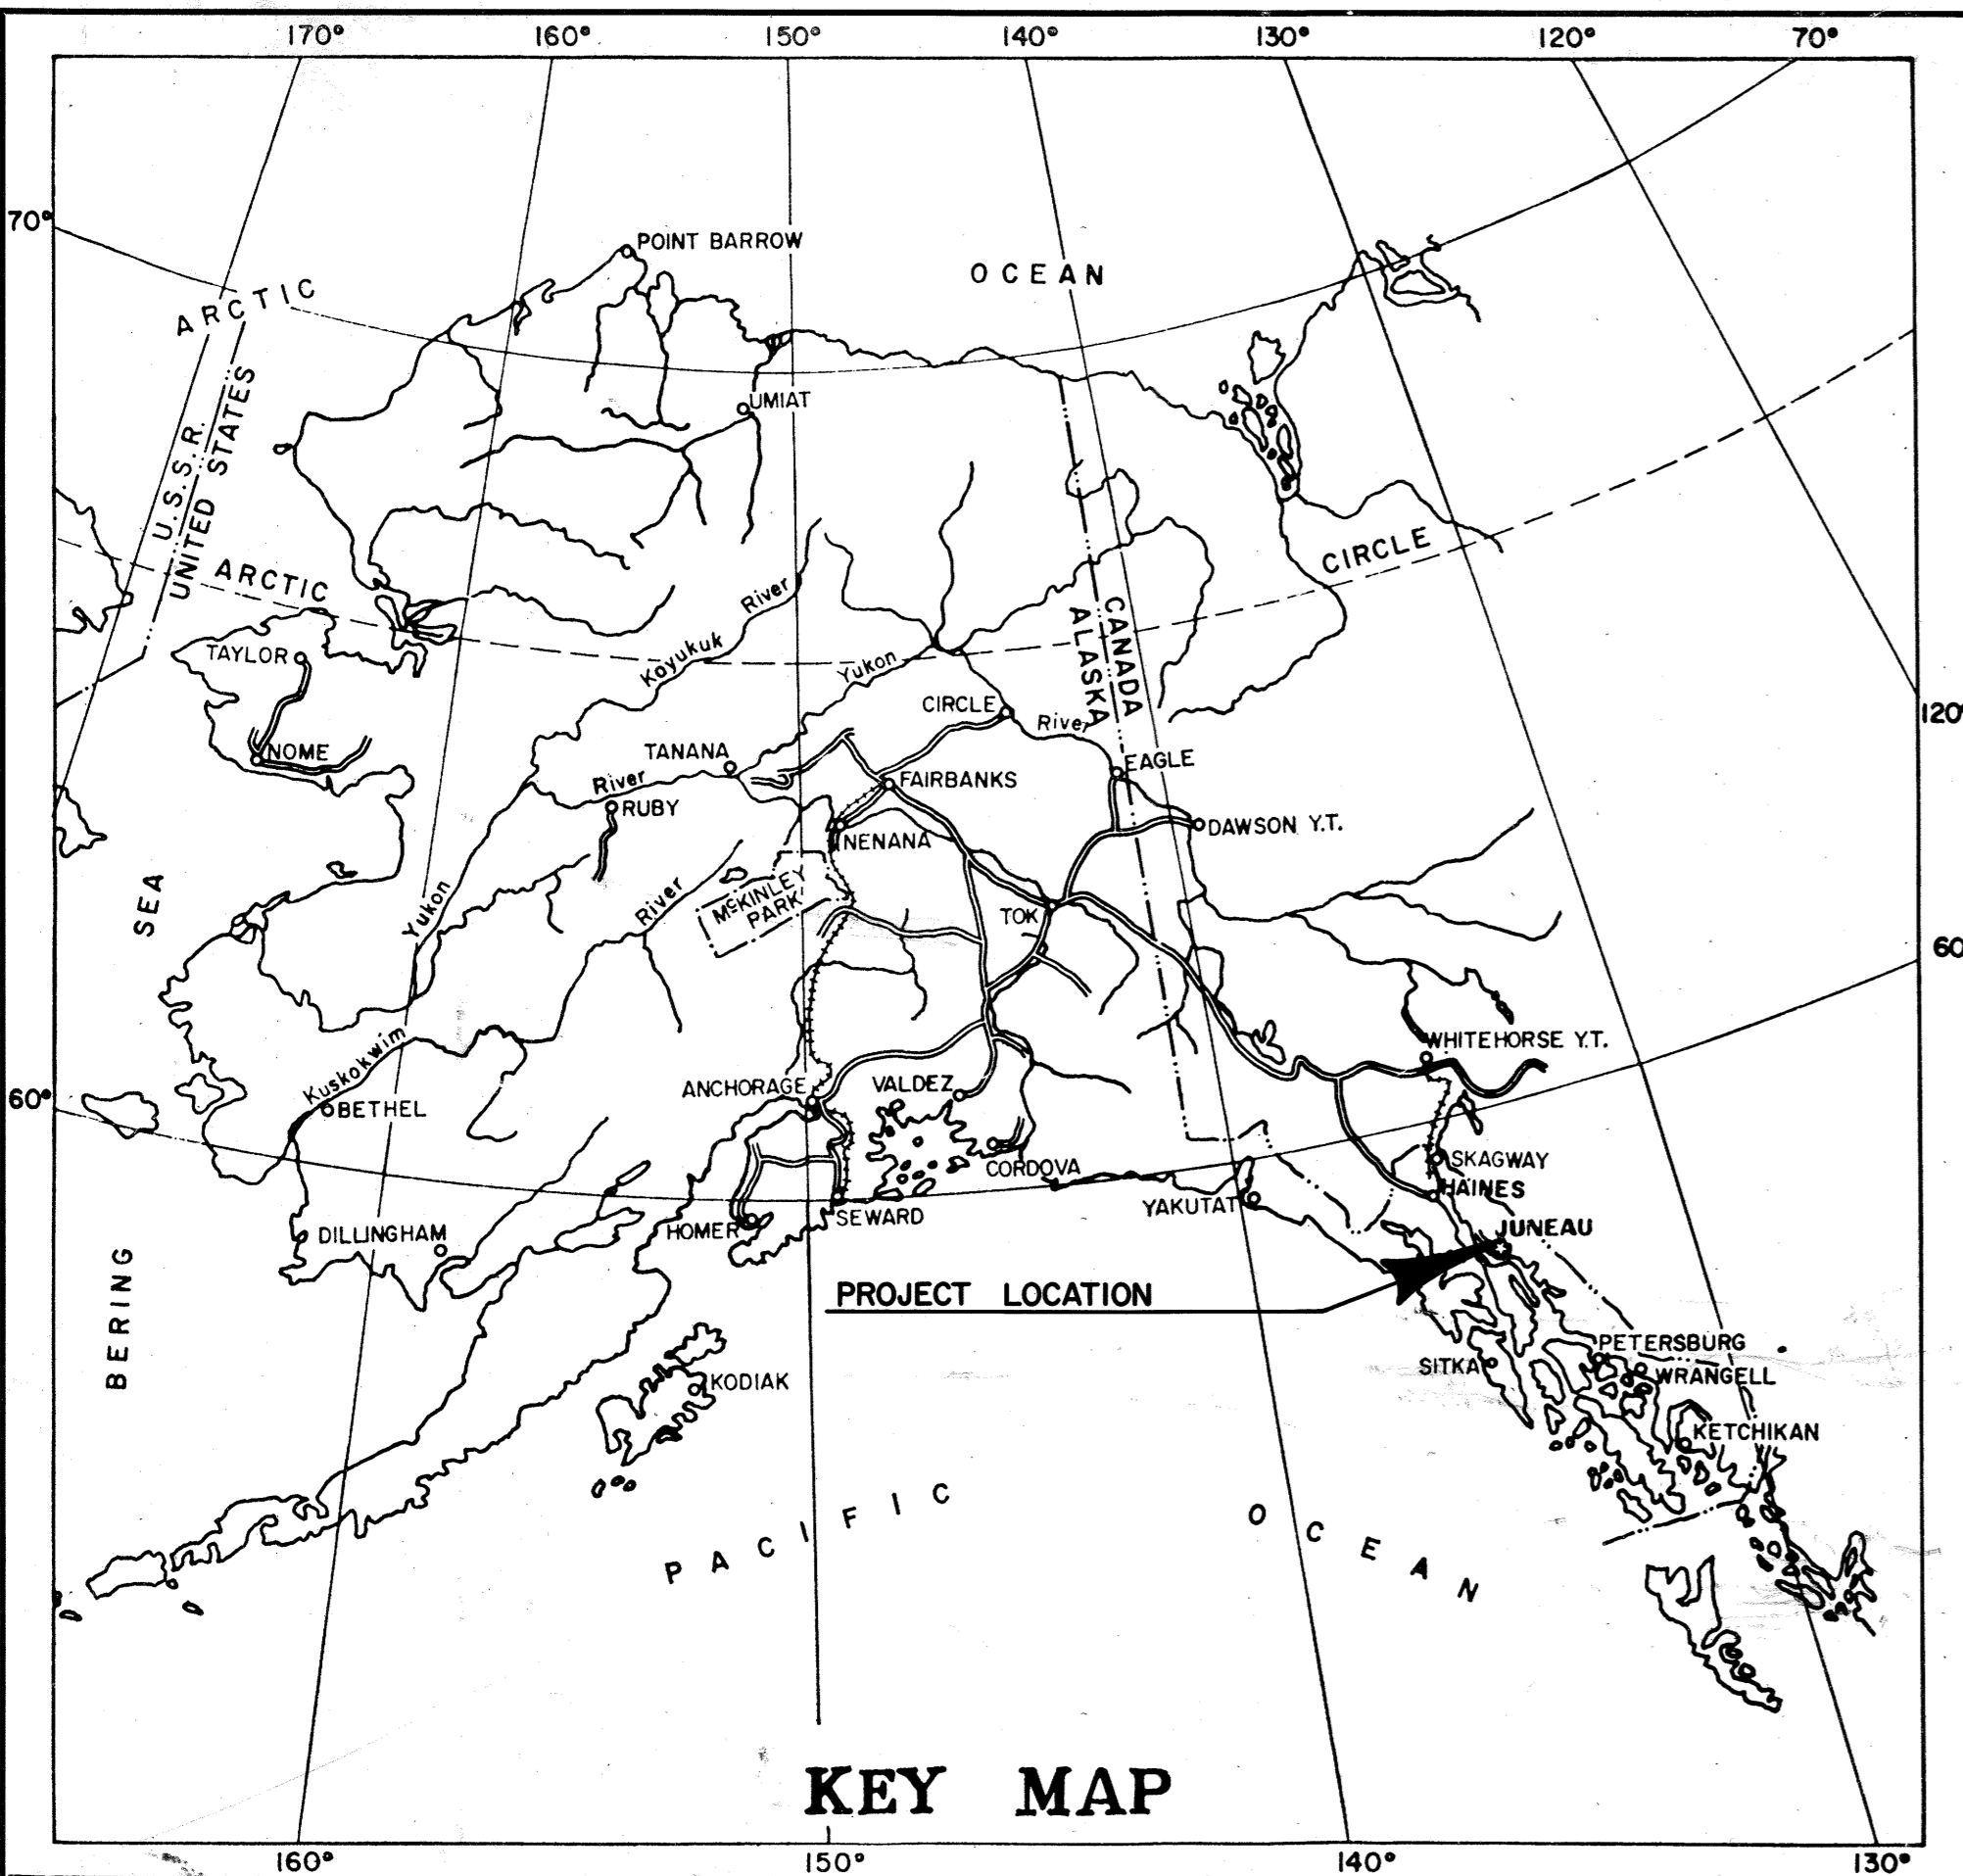 170° 160° 150° 140° 130° 120° 70°
70°
POINT BARROW
OCEAN
ARCTIC
UMIAT
U.S.S.R.
UNITED STATES
ARCTIC
CIRCLE
River
Koyukuk
CANADA
ALASKA
TAYLOR
Yukon
CIRCLE
River
120°
NOME
TANANA
EAGLE
River
FAIRBANKS
RUBY
DAWSON Y.T.
NENANA
SEA
Yukon
River
McKINLEY
PARK
TOK
60
WHITEHORSE Y.T.
Kuskokwim
ANCHORAGE
VALDEZ
60°
BETHEL
CORDOVA
SKAGWAY
HAINES
YAKUTAT
SEWARD
HOMER
DILLINGHAM
JUNEAU
BERING
PROJECT LOCATION
PETERSBURG
SITKA
WRANGELL
KODIAK
KETCHIKAN
PACIFIC OCEAN
KEY MAP
160° 150° 140° 130°